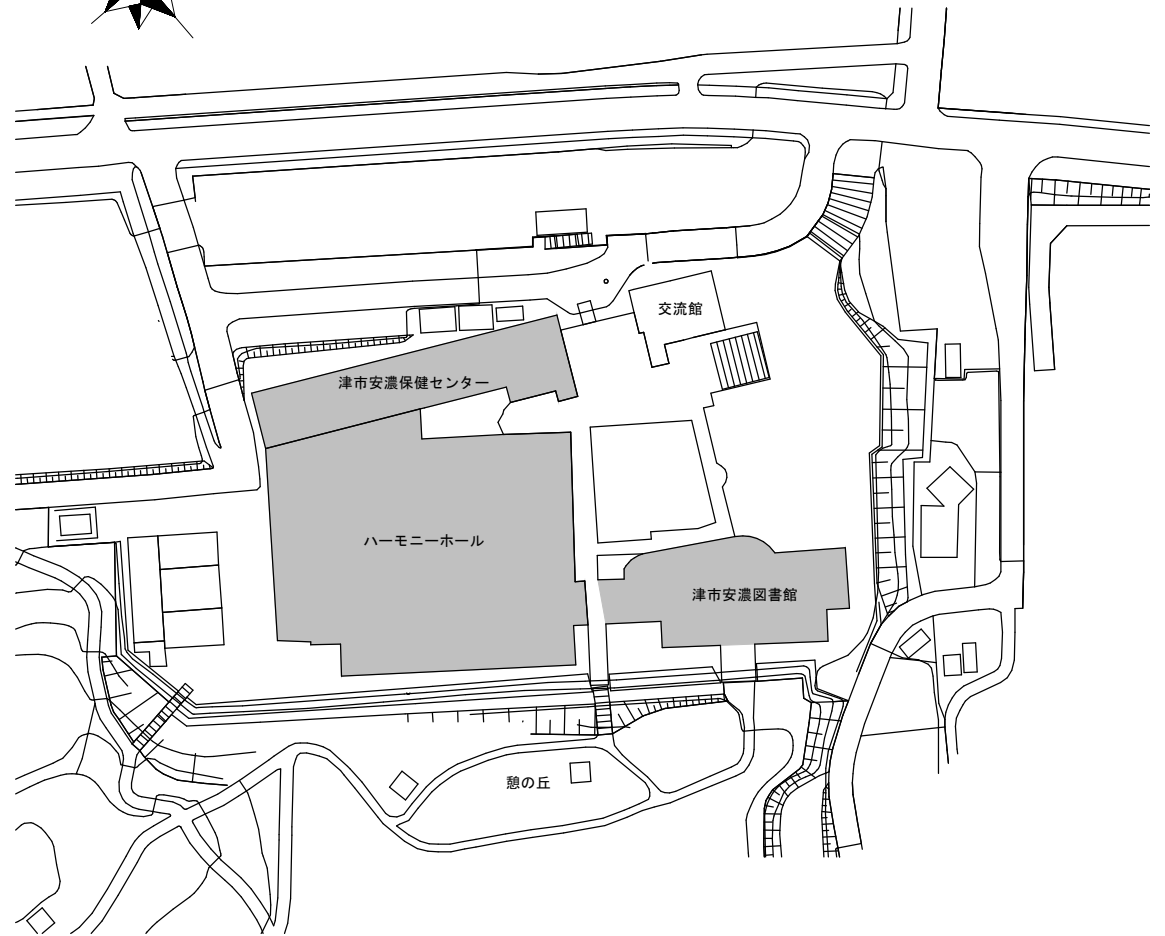 交流館
津市安濃保健センター
ハーモニーホール
津市安濃図書館
憩の丘